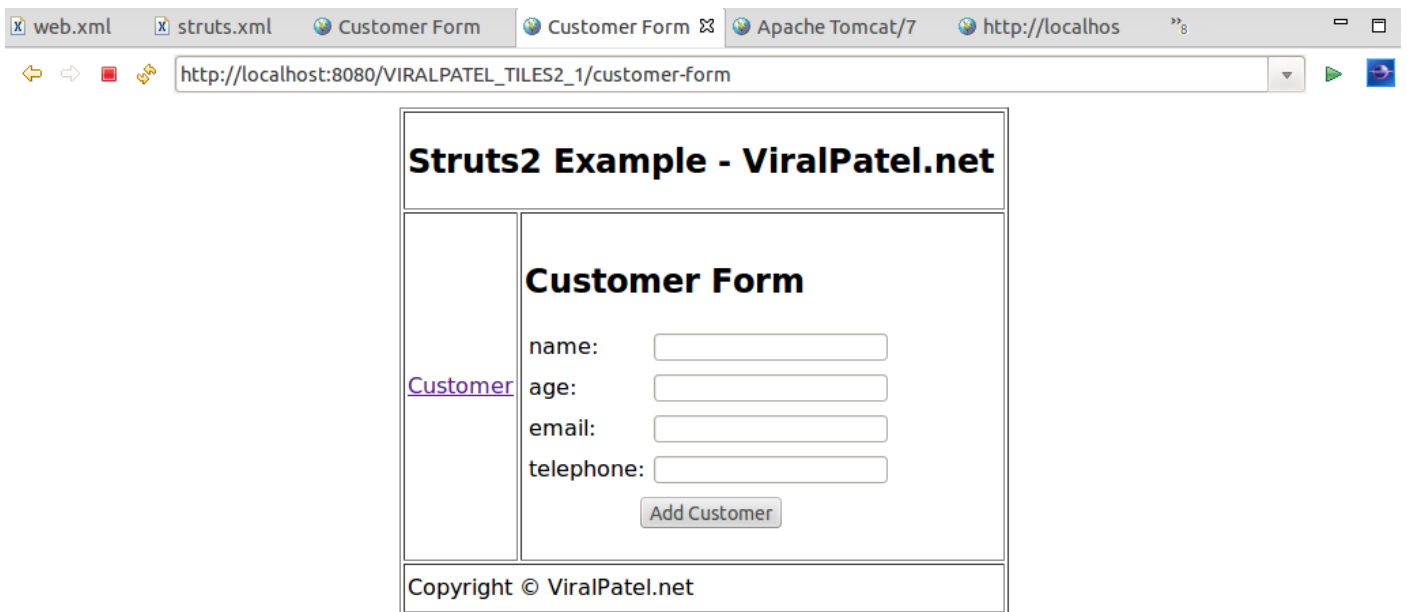 web.xml struts.xml Customer Form Customer Form Apache Tomcat/7 http://localhos »8
http://localhost:8080/VIRALPATEL_TILES2_1/customer-form
Struts2 Example - ViralPatel.net
Customer Form
name:
Customer age:
email:
telephone:
Add Customer
Copyright © ViralPatel.net